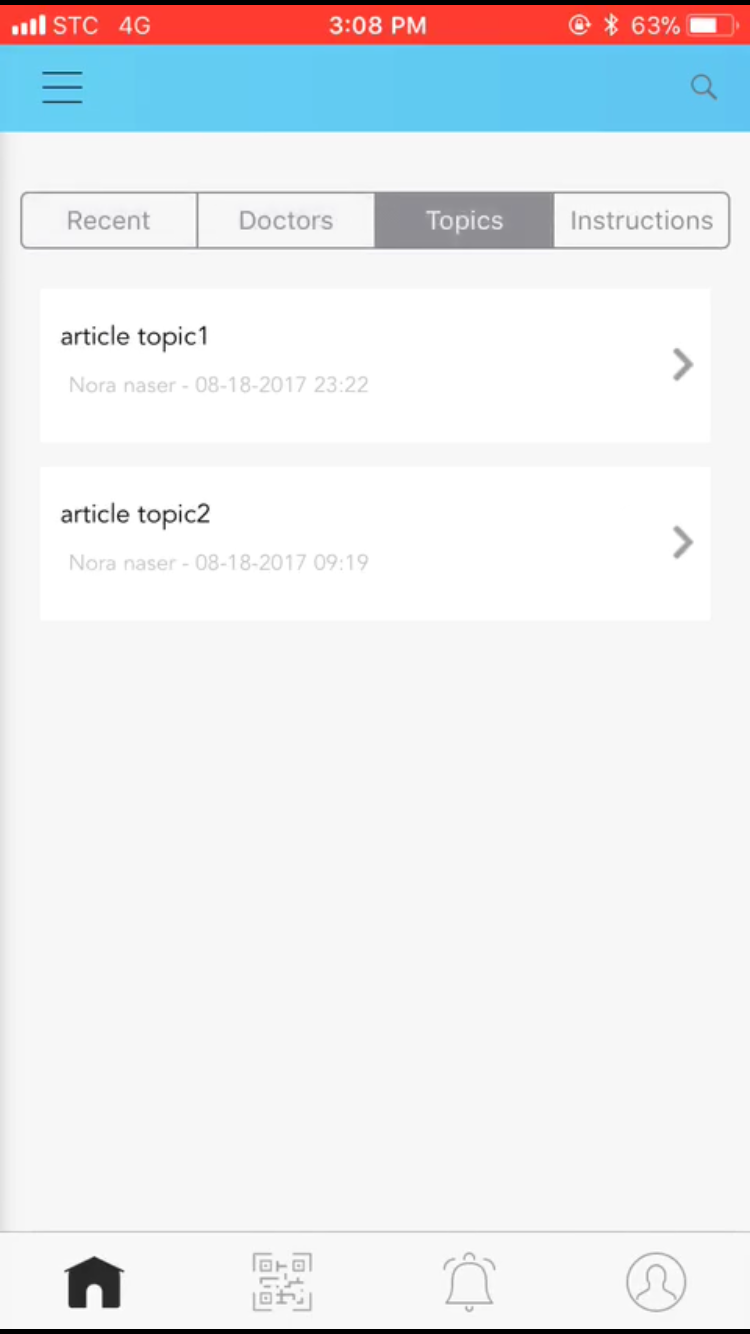 STC 4G 3:08 PM 63%
Recent Doctors Topics Instructions
article topic1
Nora naser - 08-18-2017 23:22
article topic2
Nora naser - 08-18-2017 09:19